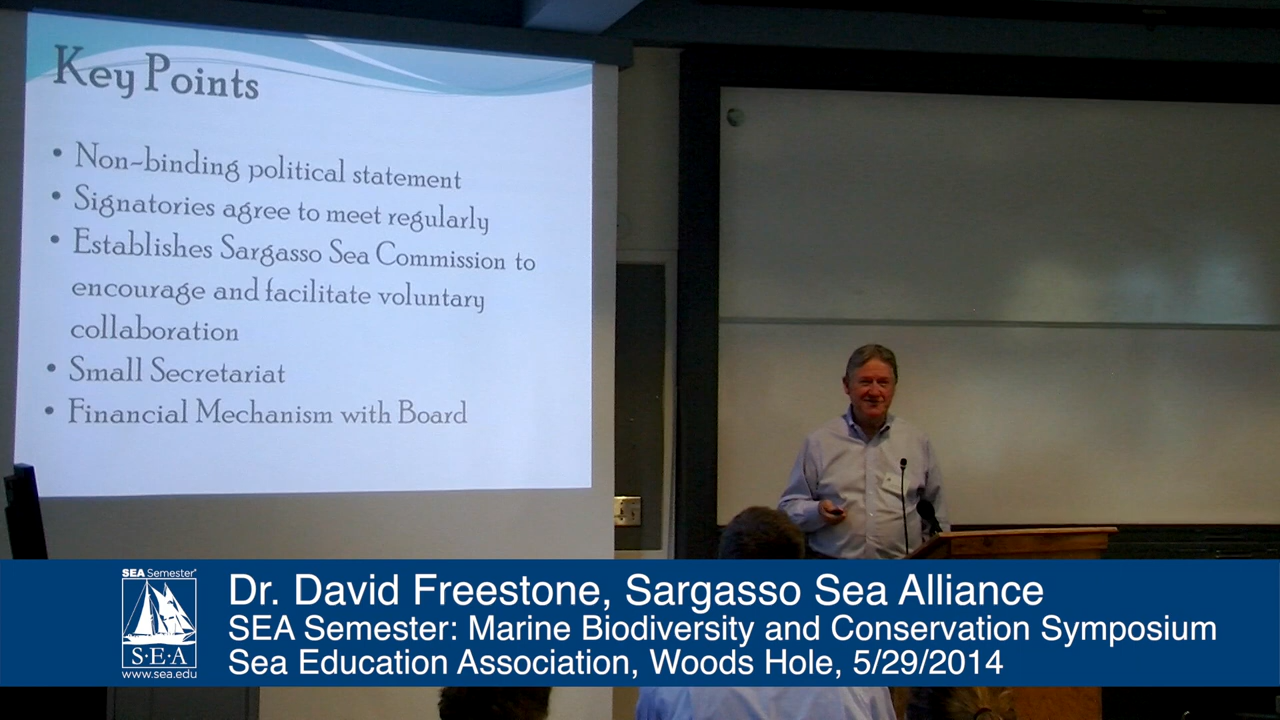 Key Points
• Non-binding political statement
• Signatories agree to meet regularly
• Establishes Sargasso Sea Commission to
encourage and facilitate voluntary
collaboration
• Small Secretariat
• Financial Mechanism with Board
SEA Semester®
S·E·A
www.sea.edu
Dr. David Freestone, Sargasso Sea Alliance
SEA Semester: Marine Biodiversity and Conservation Symposium
Sea Education Association, Woods Hole, 5/29/2014